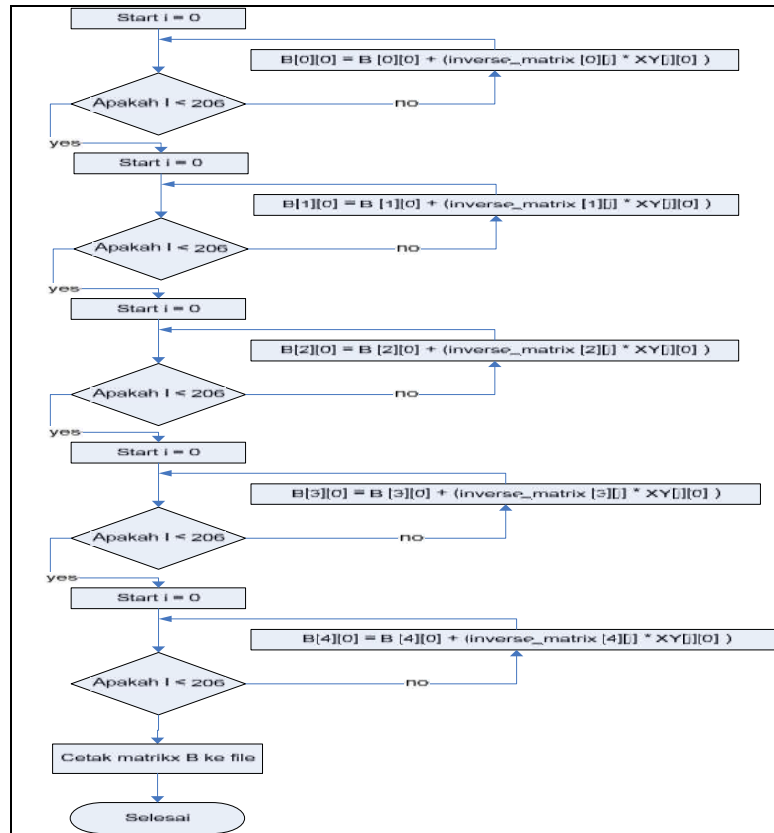 Start i = 0
B[0][0] = B [0][0] + (inverse_matrix [0][j] * XY[j][0] )
Apakah I < 206
no
yes
Start i = 0
B[1][0] = B [1][0] + (inverse_matrix [1][j] * XY[j][0] )
Apakah I < 206
no
yes
Start i = 0
B[2][0] = B [2][0] + (inverse_matrix [2][j] * XY[j][0] )
Apakah I < 206
no
yes
Start i = 0
B[3][0] = B [3][0] + (inverse_matrix [3][j] * XY[j][0] )
Apakah I < 206
no
yes
Start i = 0
B[4][0] = B [4][0] + (inverse_matrix [4][j] * XY[j][0] )
Apakah I < 206
no
Cetak matrikx B ke file
Selesai